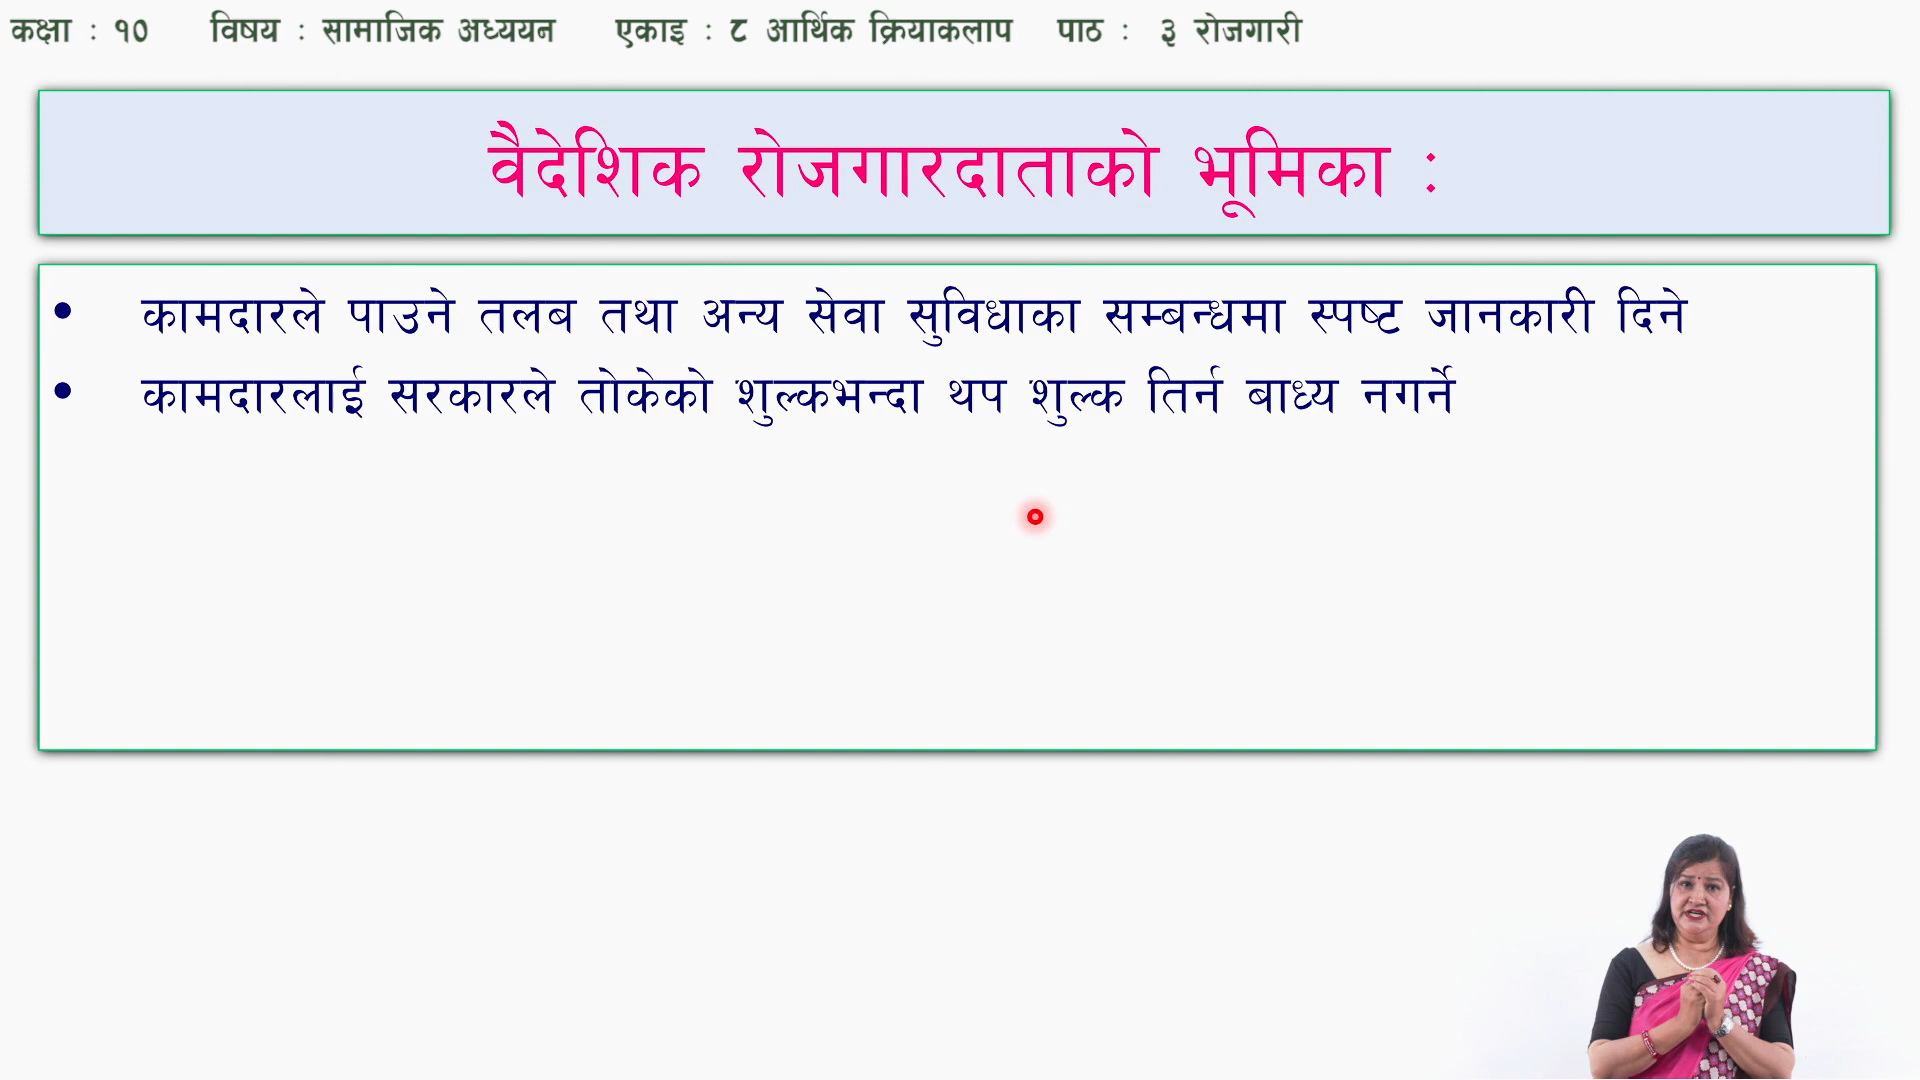 कक्षा : १० विषय : सामाजिक अध्ययन एकाइ : ८ आर्थिक क्रियाकलाप पाठ : ३ रोजगारी
वैदेशिक रोजगारदाताको भूमिका :
• कामदारले पाउने तलब तथा अन्य सेवा सुविधाका सम्बन्धमा स्पष्ट जानकारी दिने
• कामदारलाई सरकारले तोकेको शुल्कभन्दा थप शुल्क तिर्न बाध्य नगर्ने